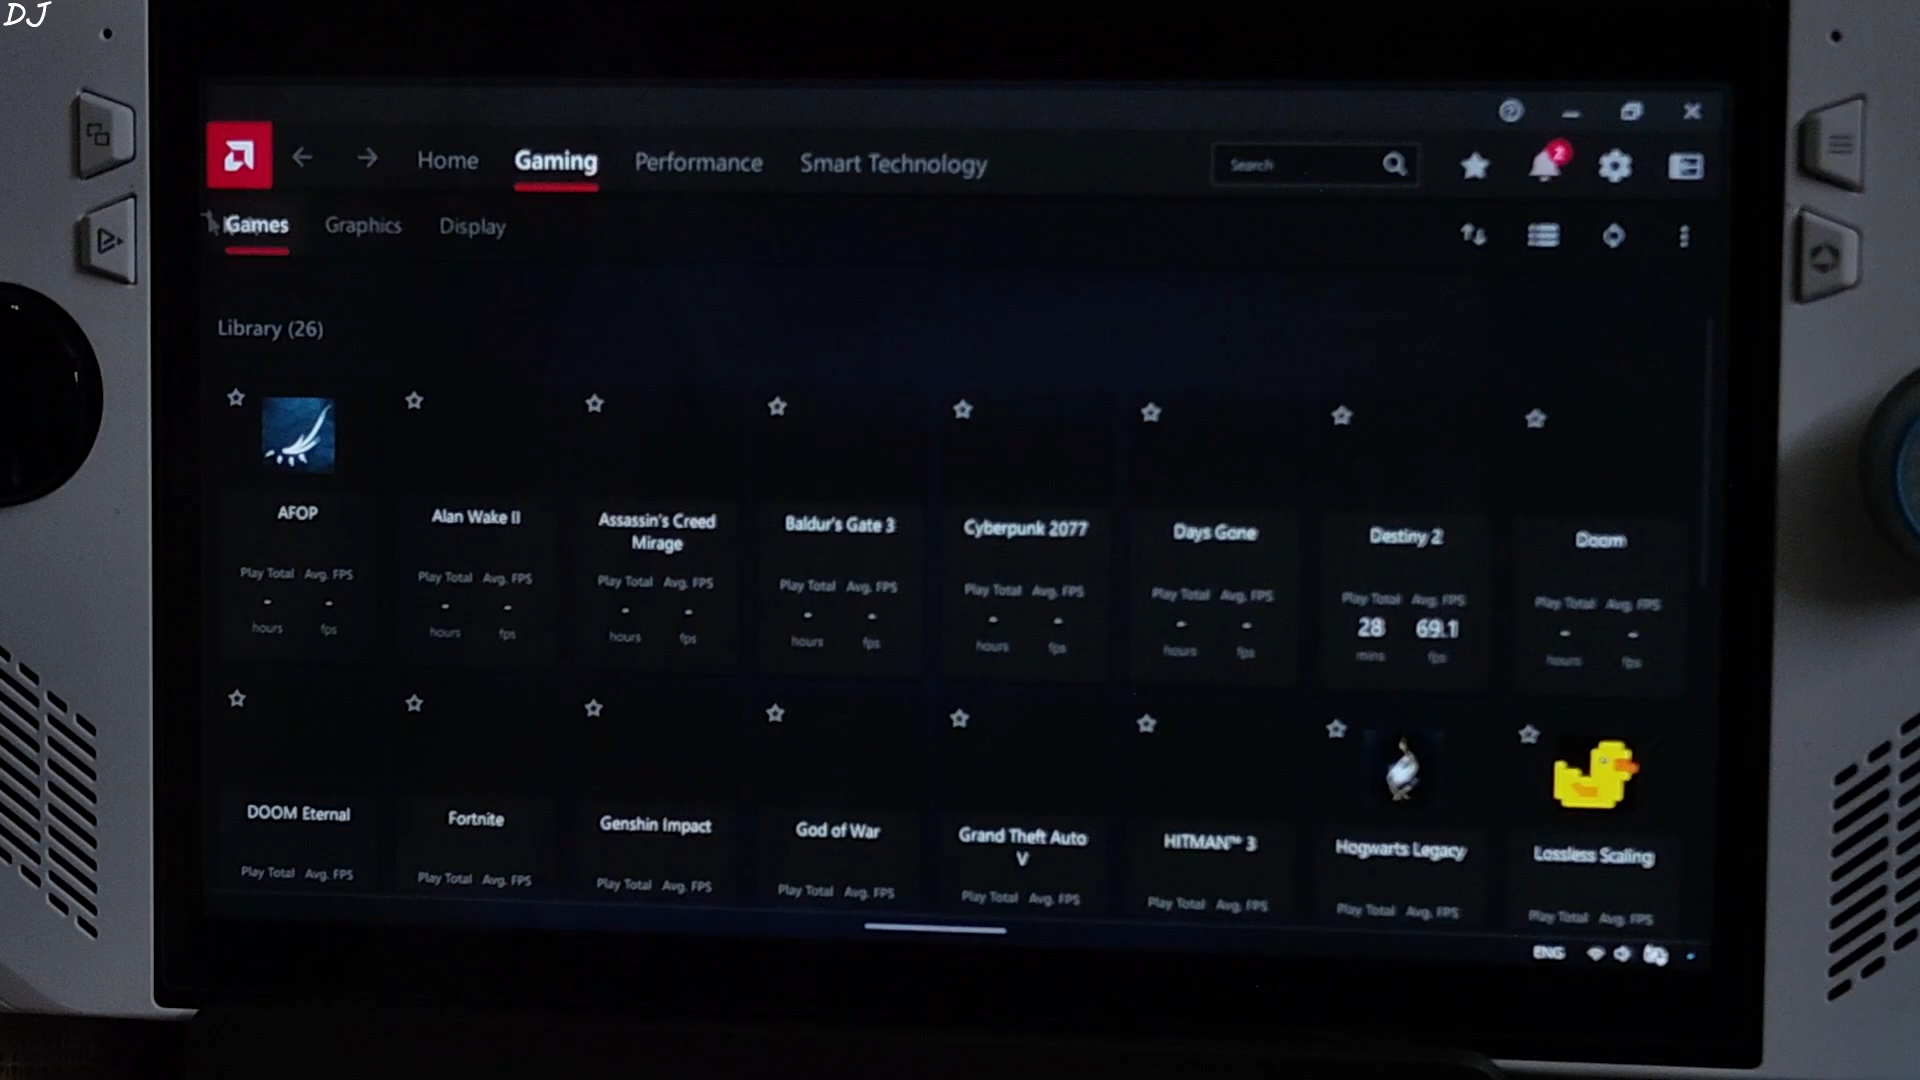 DJ
Home Gaming Performance Smart Technology Search 2
Games Graphics Display
Library (26)
AFOP Alan Wake II Assassin's Creed Mirage Baldur's Gate 3 Cyberpunk 2077 Days Gone Destiny 2 Doom
Play Total Avg. FPS Play Total Avg. FPS Play Total Avg. FPS Play Total Avg. FPS Play Total Avg. FPS Play Total Avg. FPS Play Total Avg. FPS Play Total Avg. FPS
- - - - - - - - - - - - 28 69.1 - -
hours fps hours fps hours fps hours fps hours fps hours fps mins fps hours fps
DOOM Eternal Fortnite Genshin Impact God of War Grand Theft Auto V HITMAN™ 3 Hogwarts Legacy Lossless Scaling
Play Total Avg. FPS Play Total Avg. FPS Play Total Avg. FPS Play Total Avg. FPS Play Total Avg. FPS Play Total Avg. FPS Play Total Avg. FPS Play Total Avg. FPS
ENG